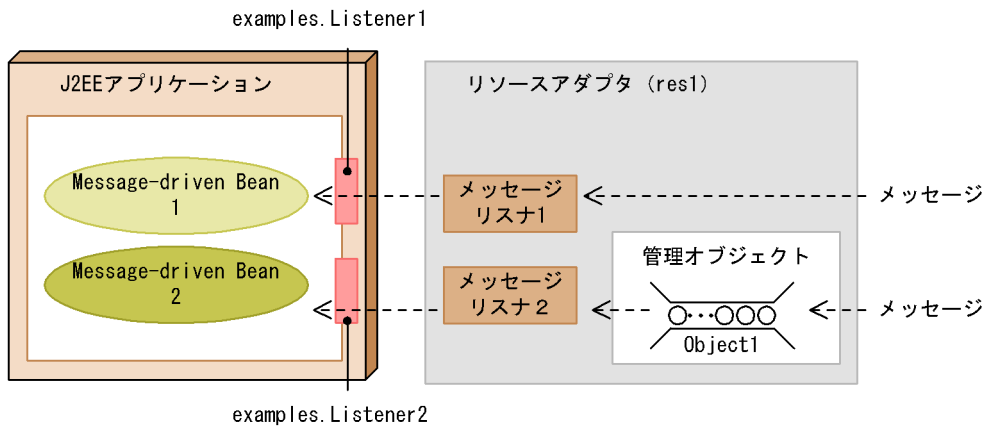 examples.Listener1
J2EEアプリケーション
リソースアダプタ (res1)
Message-driven Bean
1
メッセージ
リスナ1
メッセージ
管理オブジェクト
Message-driven Bean
2
メッセージ
リスナ２
メッセージ
Object1
examples.Listener2